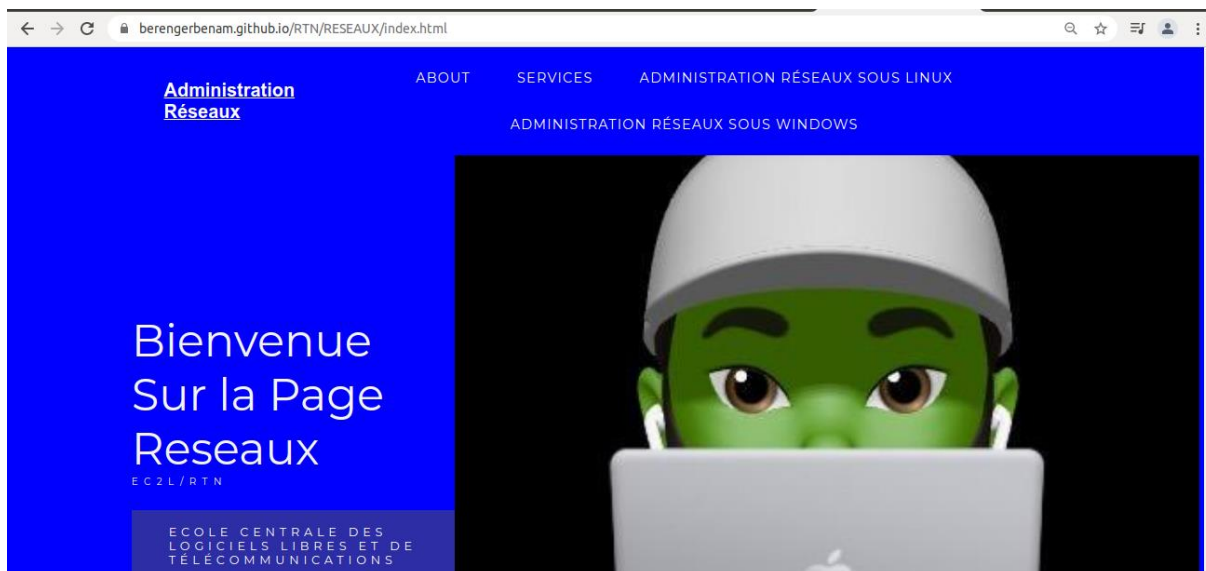 berengerbenam.github.io/RTN/RESEAUX/index.html
Administration
Réseaux
ABOUT SERVICES ADMINISTRATION RÉSEAUX SOUS LINUX
ADMINISTRATION RÉSEAUX SOUS WINDOWS
Bienvenue
Sur la Page
Reseaux
EC2L/RTN
ECOLE CENTRALE DES
LOGICIELS LIBRES ET DE
TÉLÉCOMMUNICATIONS